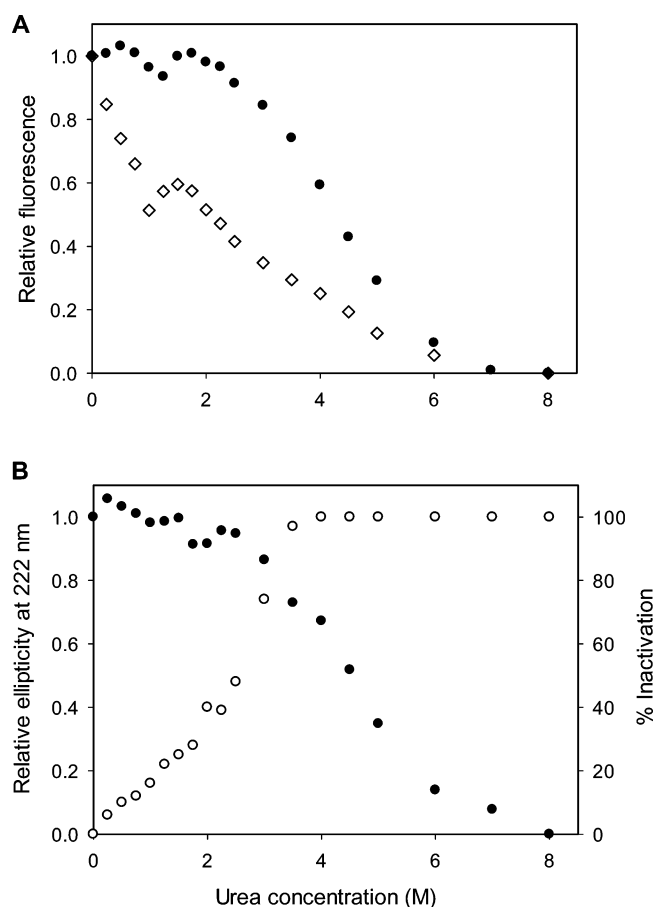 A
Relative fluorescence
1.0
0.8
0.6
0.4
0.2
0.0
0 2 4 6 8
B
Relative ellipticity at 222 nm
1.0
0.8
0.6
0.4
0.2
0.0
100
80
60
40
20
0
% Inactivation
0 2 4 6 8
Urea concentration (M)